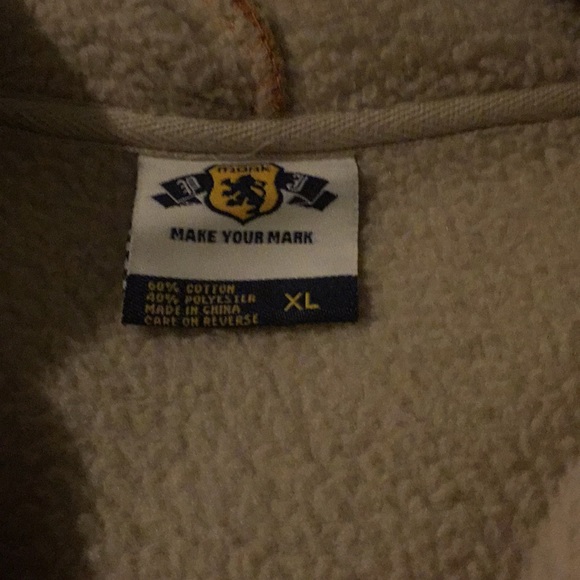 MAKE YOUR MARK
60% COTTON
40% POLYESTER
MADE IN CHINA
CARE ON REVERSE
XL